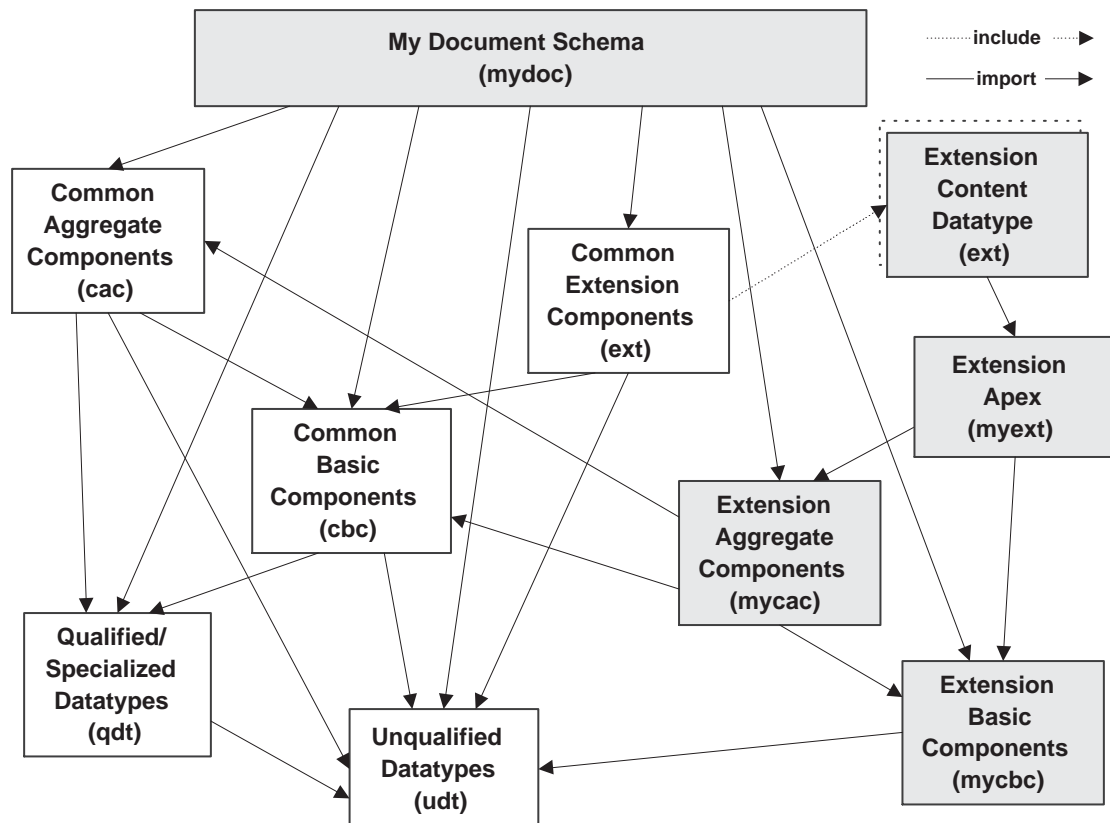 My Document Schema
(mydoc)
include
import
Extension
Content
Datatype
(ext)
Common
Aggregate
Components
(cac)
Common
Extension
Components
(ext)
Extension
Apex
(myext)
Common
Basic
Components
(cbc)
Extension
Aggregate
Components
(mycac)
Qualified/
Specialized
Datatypes
(qdt)
Unqualified
Datatypes
(udt)
Extension
Basic
Components
(mycbc)